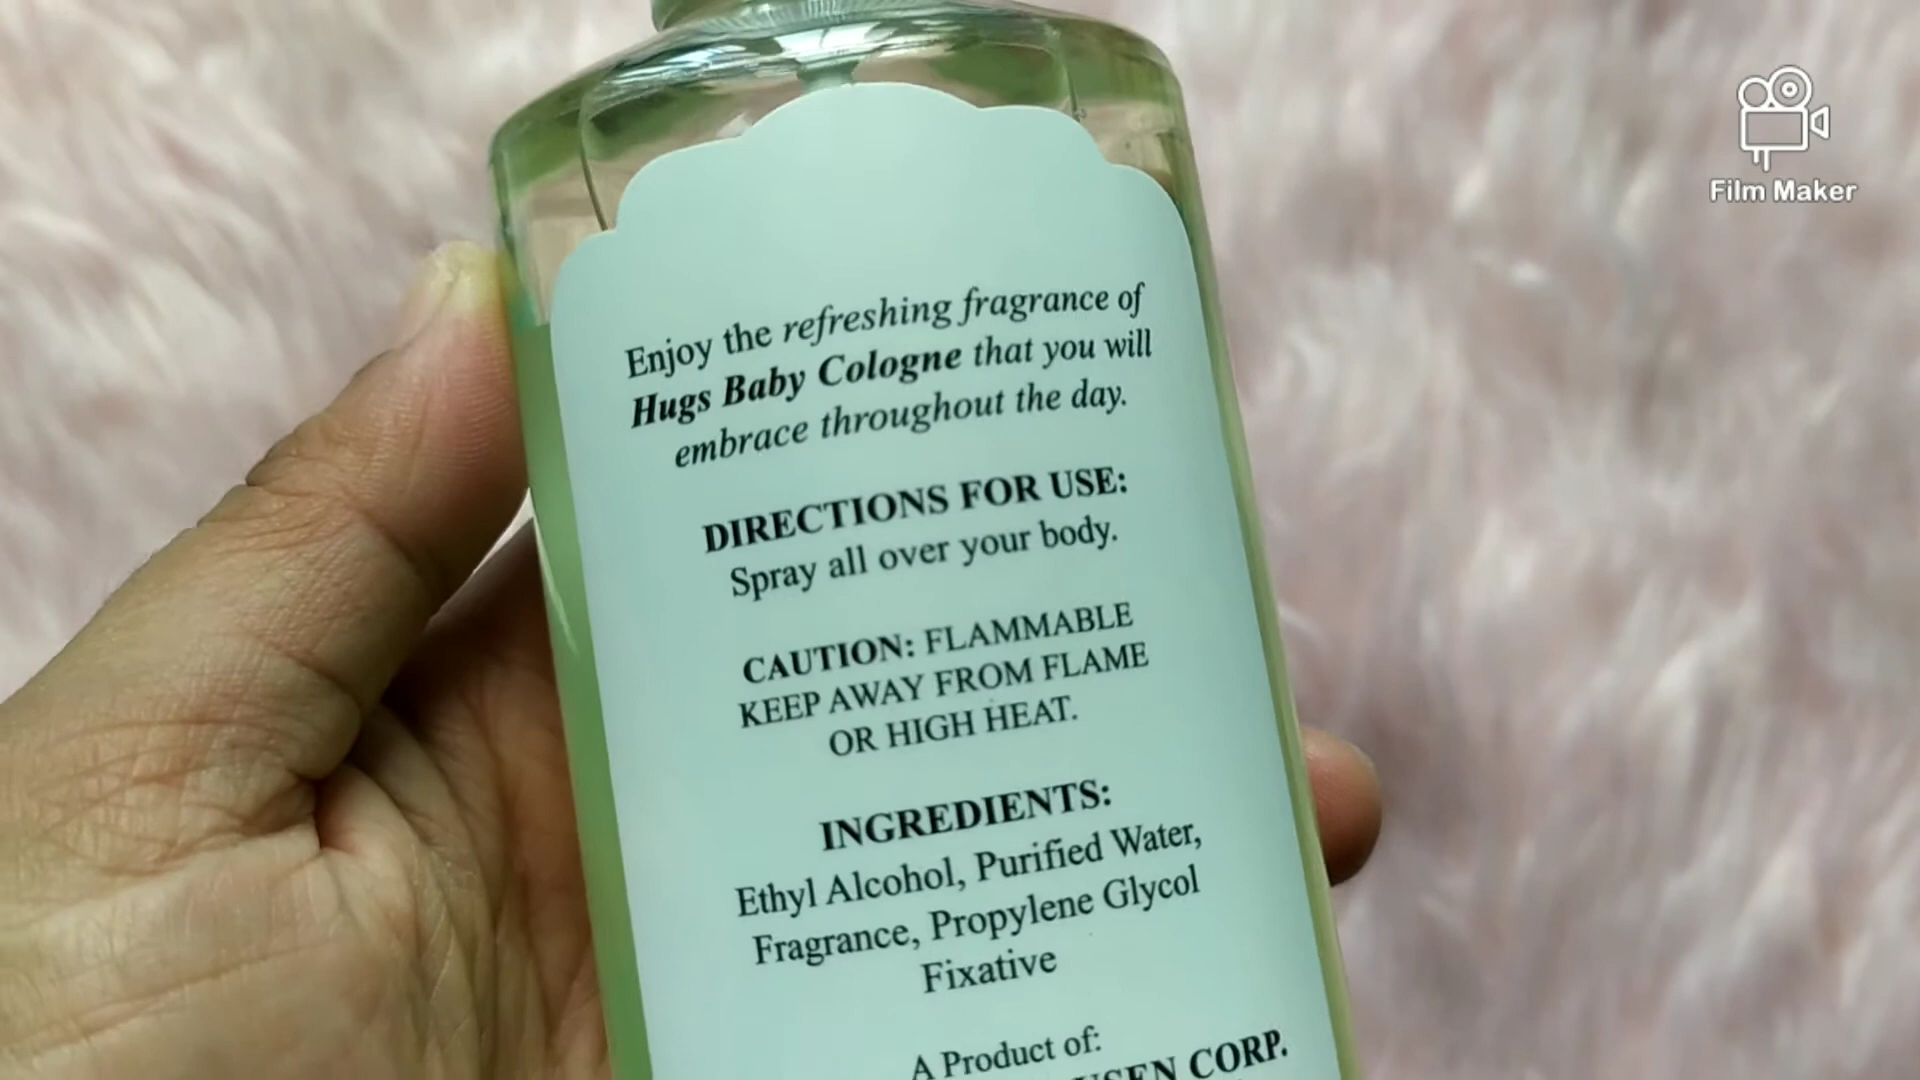 Film Maker
Enjoy the refreshing fragrance of
Hugs Baby Cologne that you will
embrace throughout the day.
DIRECTIONS FOR USE:
Spray all over your body.
CAUTION: FLAMMABLE
KEEP AWAY FROM FLAME
OR HIGH HEAT.
INGREDIENTS:
Ethyl Alcohol, Purified Water,
Fragrance, Propylene Glycol
Fixative
A Product of:
CORP.